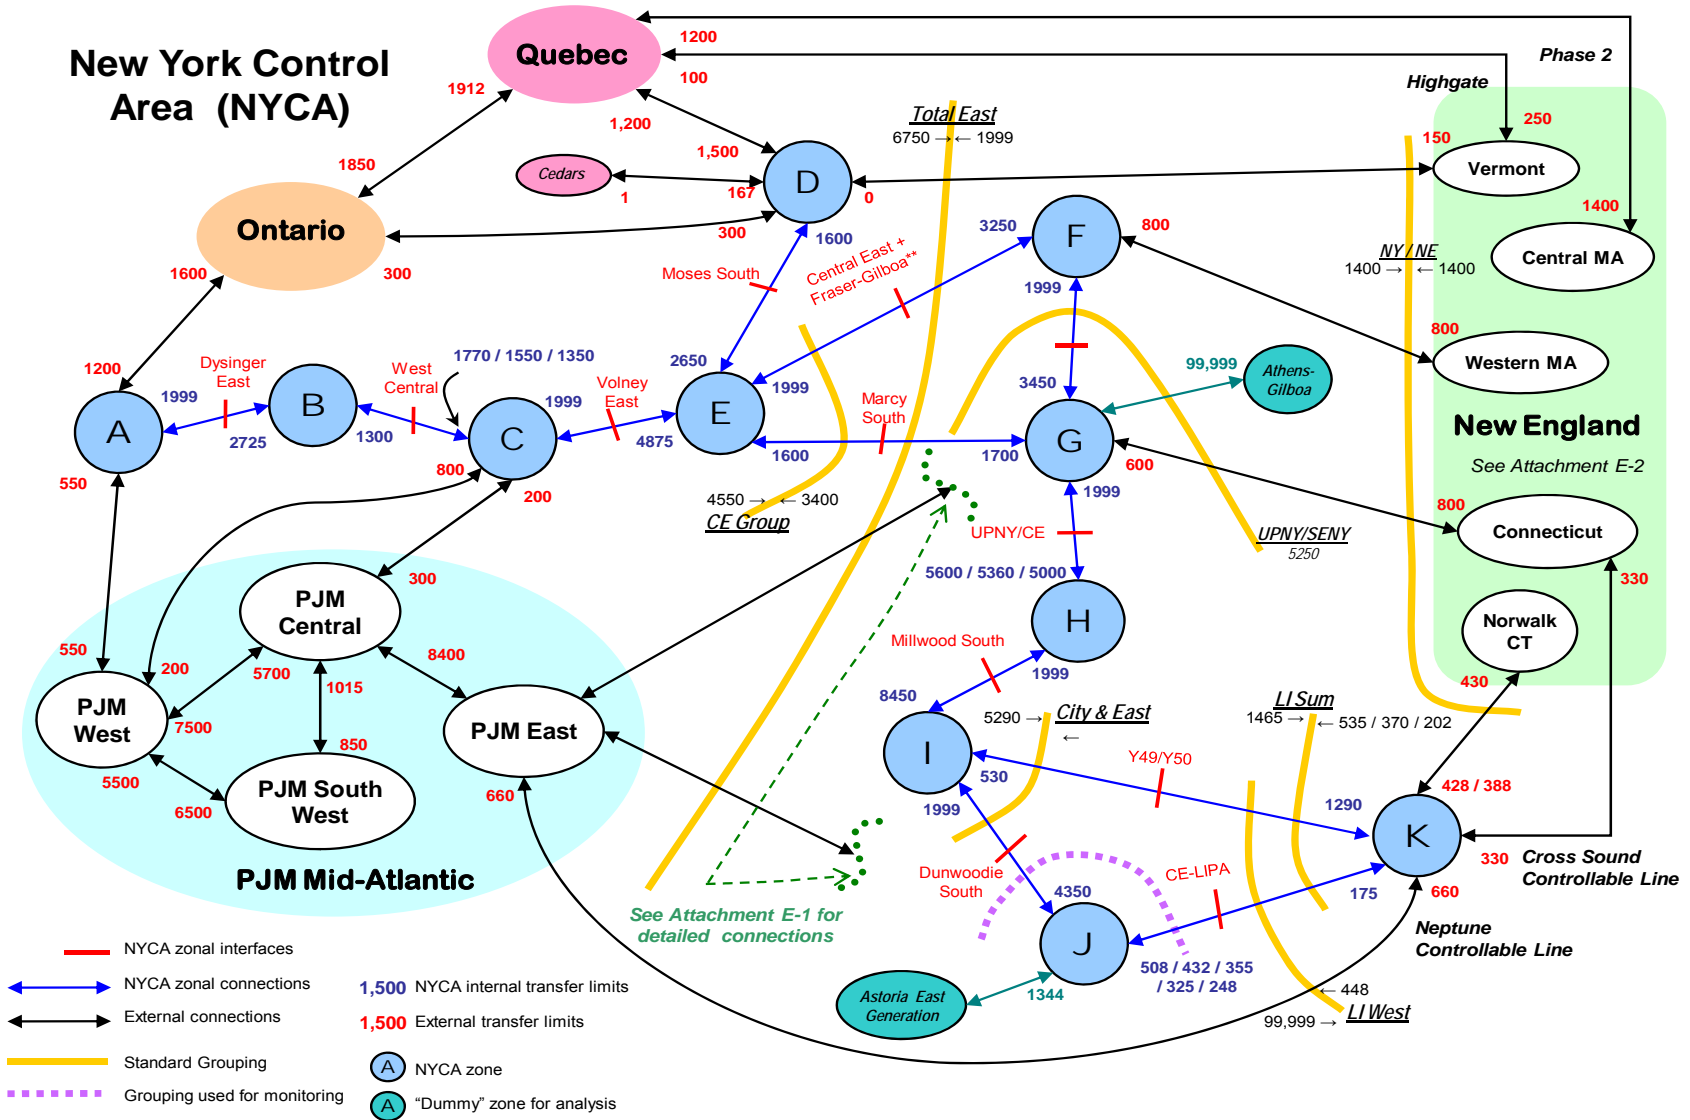 New York Control
Area (NYCA)
Quebec
1200
100
1912
1,200
1,500
1850
Cedars
1
167
D
0
Total East
6750 → ← 1999
Phase 2
Highgate
250
150
Vermont
1400
Central MA
NY / NE
1400 → ← 1400
800
Western MA
New England
See Attachment E-2
800
Connecticut
330
Norwalk
CT
430
Ontario
300
300
1600
1600
Moses South
Central East +
Fraser-Gilboa**
3250
F
800
1999
1200
Dysinger
East
1999
A
2725
550
B
1300
West
Central
1770 / 1550 / 1350
C
1999
800
200
Volney
East
2650
E
1999
4875
1600
Marcy
South
3450
G
1700
600
1999
99,999
Athens-
Gilboa
4550 → ← 3400
CE Group
UPNY/CE
UPNY/SENY
5250
5600 / 5360 / 5000
H
Millwood South
1999
8450
I
530
1999
5290 →
City & East
←
LI Sum
1465 → ← 535 / 370 / 202
Y49/Y50
1290
428 / 388
K
330
660
175
Cross Sound
Controllable Line
Neptune
Controllable Line
CE-LIPA
Dunwoodie
South
4350
J
508 / 432 / 355
/ 325 / 248
1344
Astoria East
Generation
← 448
99,999 →
LI West
300
PJM
Central
550
200
5700
1015
8400
PJM
West
7500
5500
6500
850
PJM South
West
PJM East
660
PJM Mid-Atlantic
See Attachment E-1 for
detailed connections
NYCA zonal interfaces
NYCA zonal connections
External connections
Standard Grouping
Grouping used for monitoring
1,500 NYCA internal transfer limits
1,500 External transfer limits
A NYCA zone
A “Dummy” zone for analysis